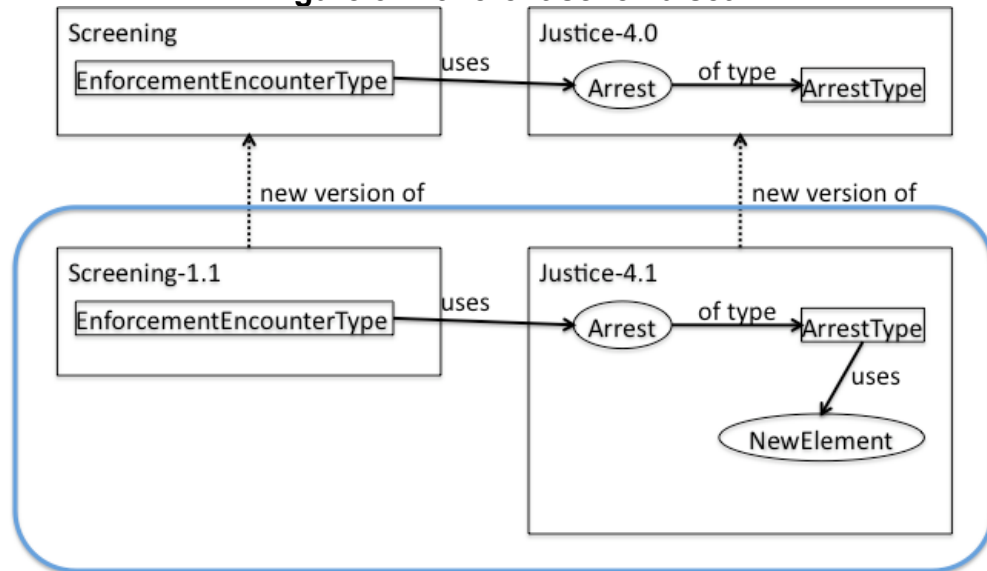 Screening
EnforcementEncounterType
uses
Justice-4.0
Arrest
of type
ArrestType
new version of
new version of
Screening-1.1
EnforcementEncounterType
uses
Justice-4.1
Arrest
of type
ArrestType
uses
NewElement